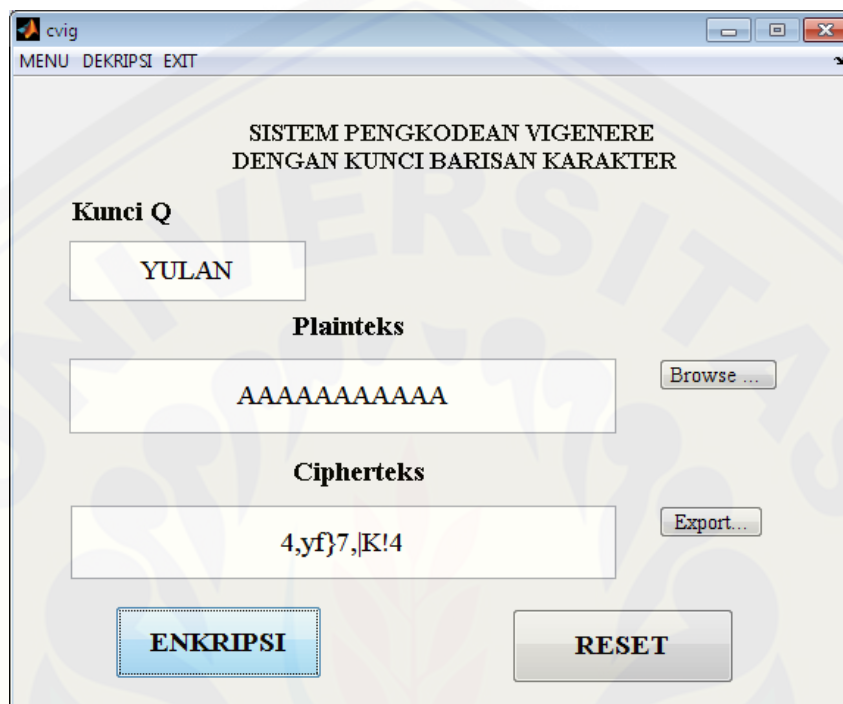 cvig
MENU DEKRIPSI EXIT
SISTEM PENGKODEAN VIGENERE
DENGAN KUNCI BARISAN KARAKTER
Kunci Q
YULAN
Plainteks
AAAAAAAAAAA
Browse ...
Cipherteks
4,yf}7,|K!4
Export...
ENKRIPSI
RESET
UNIVERSITAS